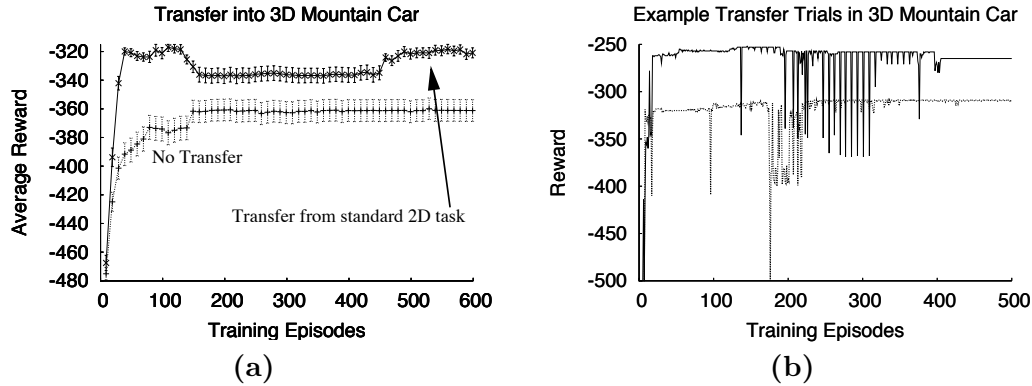 Transfer into 3D Mountain Car
-320
-340
-360
-380
-400
-420
-440
-460
-480
Average Reward
No Transfer
Transfer from standard 2D task
0 100 200 300 400 500 600
Training Episodes
(a)
Example Transfer Trials in 3D Mountain Car
-250
-300
-350
-400
-450
-500
Reward
0 100 200 300 400 500
Training Episodes
(b)